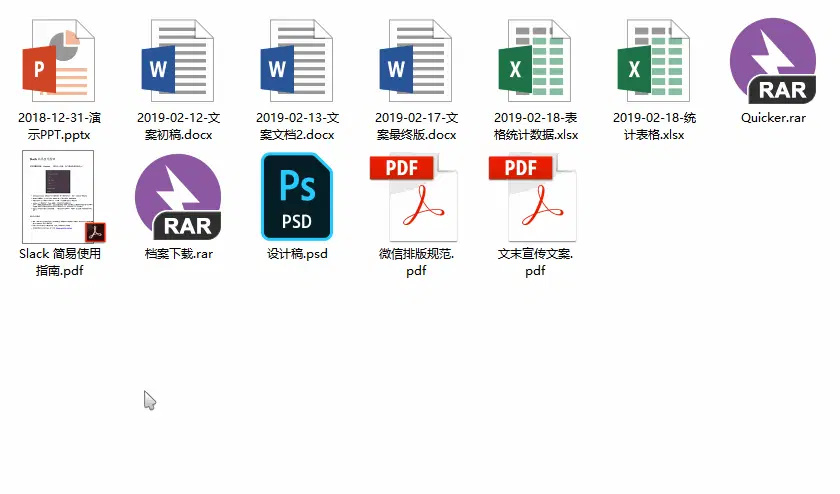 P
W
W
W
X
X
RAR
2018-12-31-演
示PPT.pptx
2019-02-12-文
案初稿.docx
2019-02-13-文
案文档2.docx
2019-02-17-文
案最终版.docx
2019-02-18-表
格统计数据.xlsx
2019-02-18-统
计表格.xlsx
Quicker.rar
RAR
Ps
PSD
PDF
PDF
Slack 简易使用
指南.pdf
档案下载.rar
设计稿.psd
微信排版规范.
pdf
文末宣传文案.
pdf